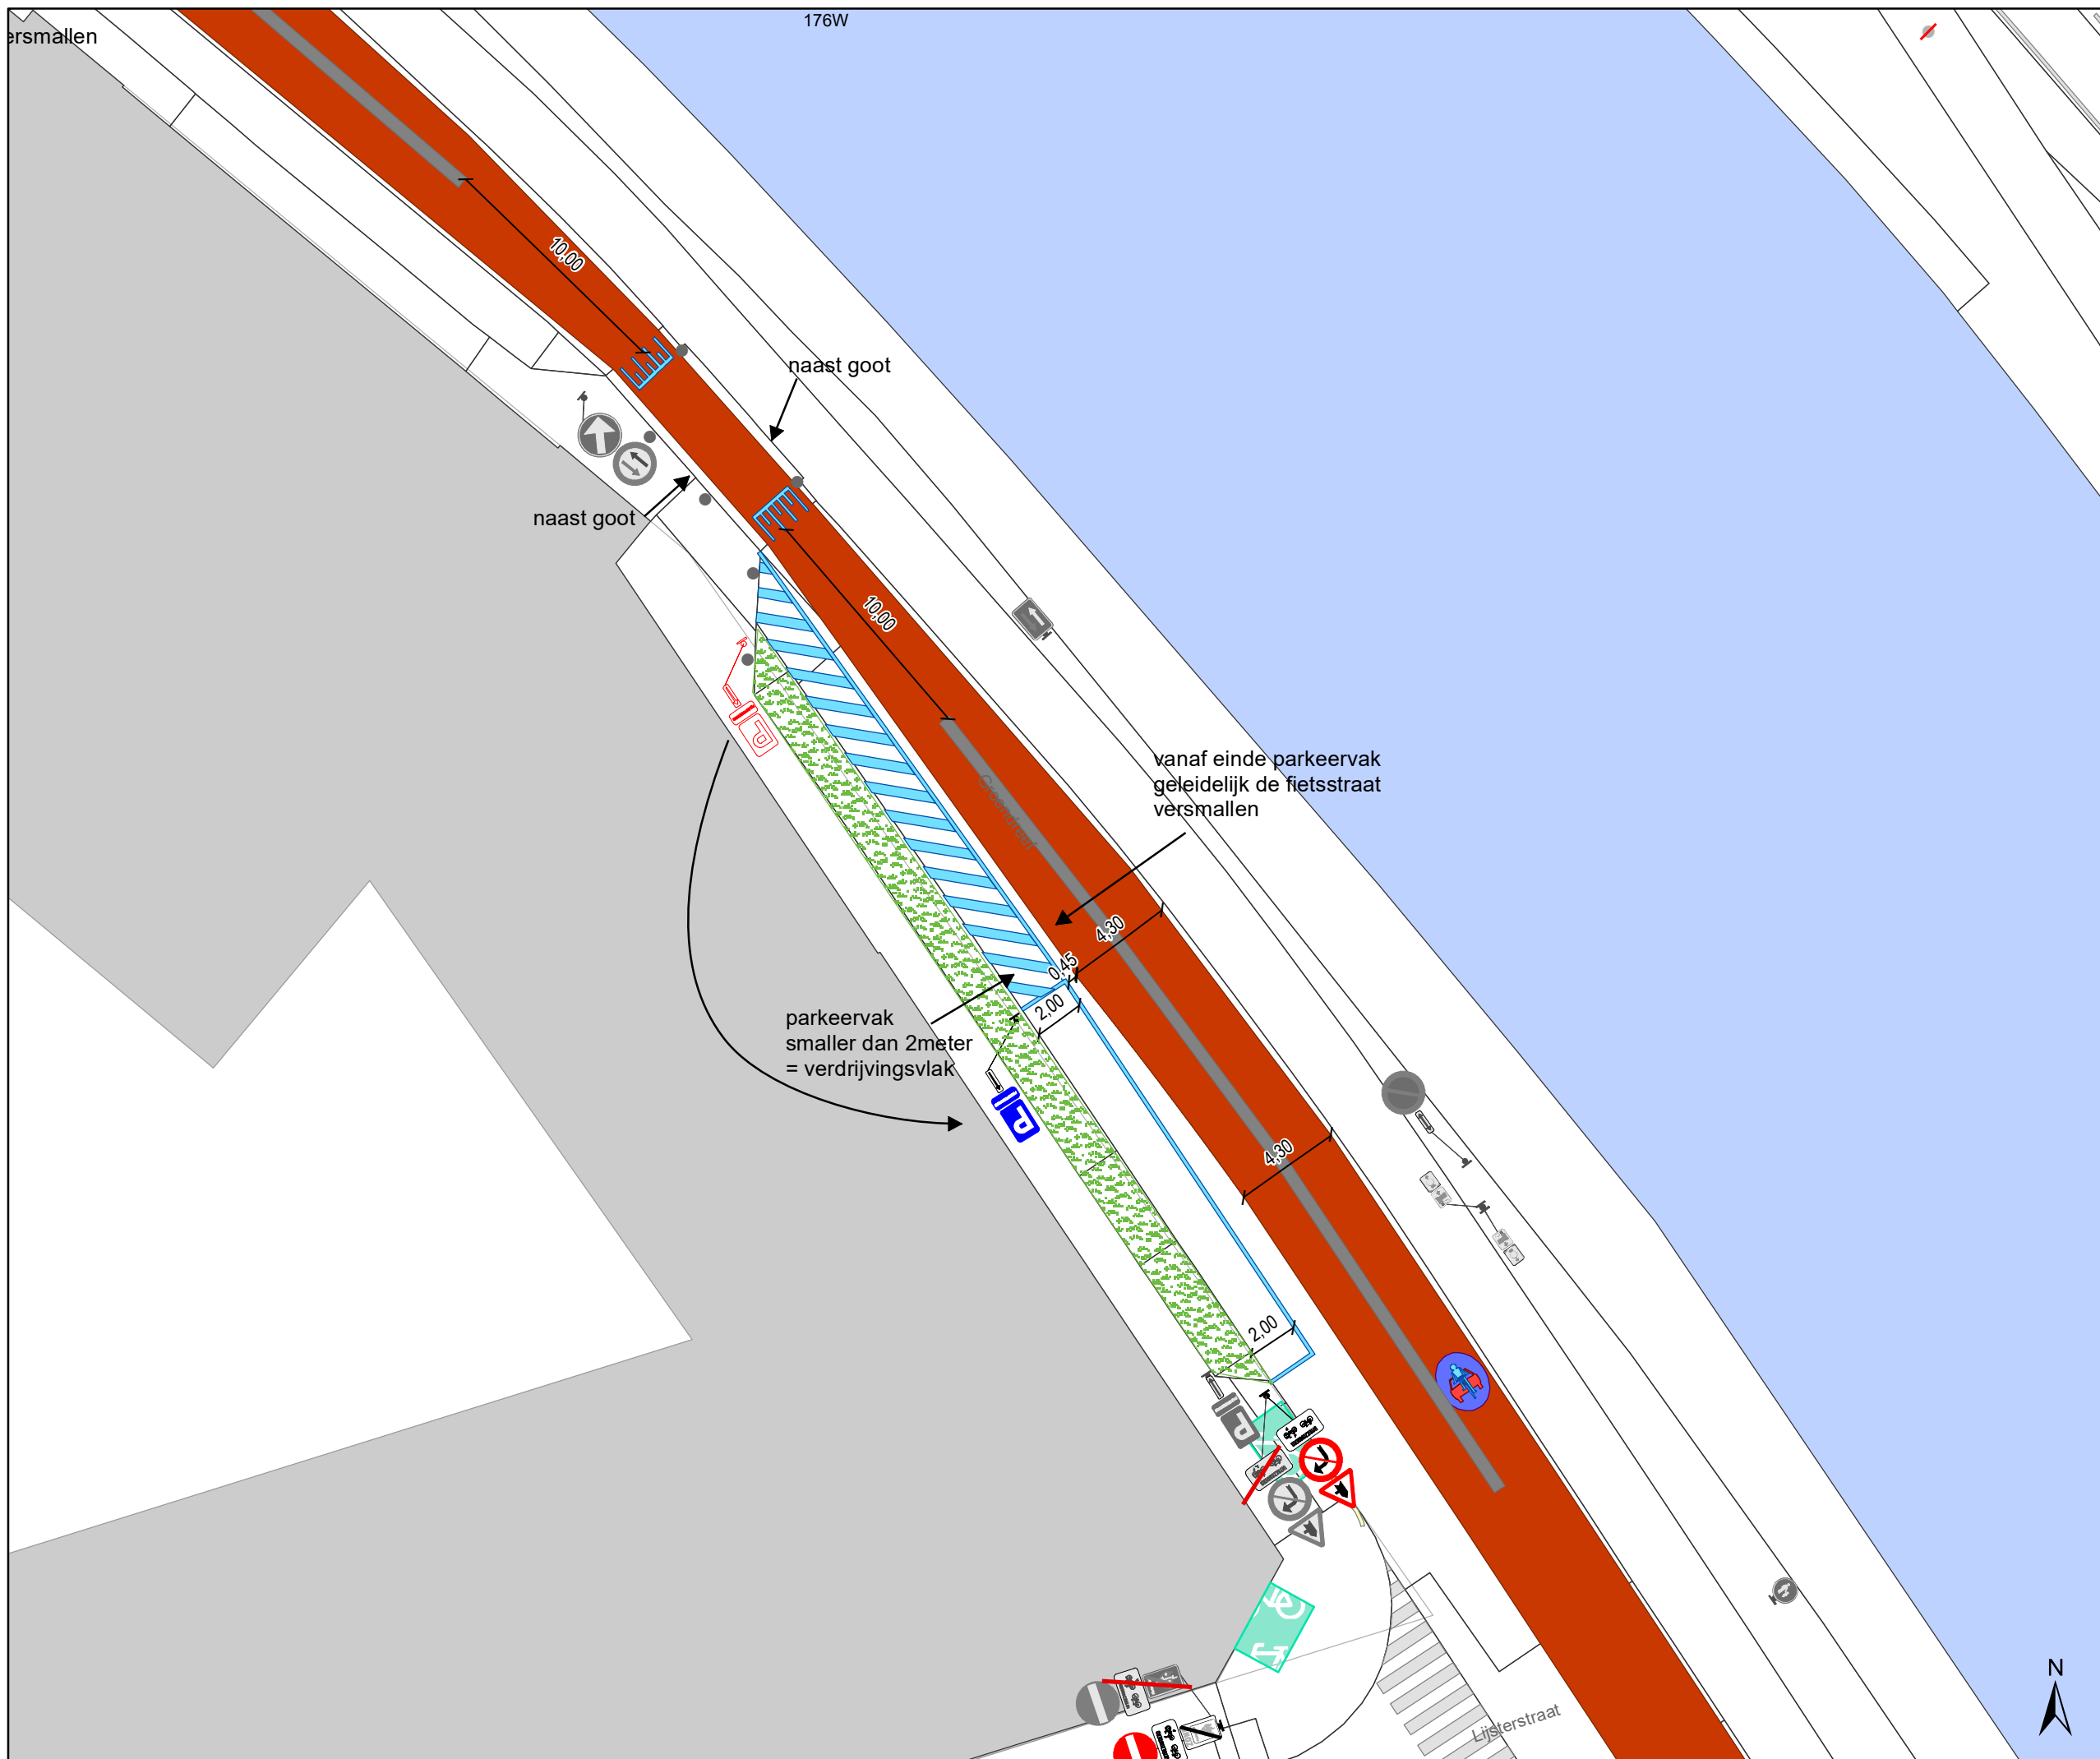 176W
ersmallen
10,00
naast goot
naast goot
10,00
vanaf einde parkeervak
geleidelijk de fietsstraat
versmallen
Groendreef
4,30
0,45
2,00
parkeervak
smaller dan 2meter
= verdrijvingsvlak
P
P
4,30
2,00
P
N
Lijsterstraat